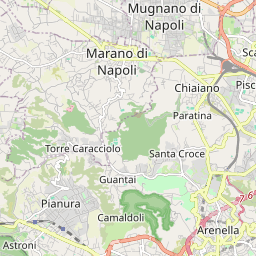 Mugnano di
Napoli
Marano di
Napoli
Chiaiano
Paratina
Torre Caracciolo
Santa Croce
Guantai
Pianura
Camaldoli
Arenella
Astroni